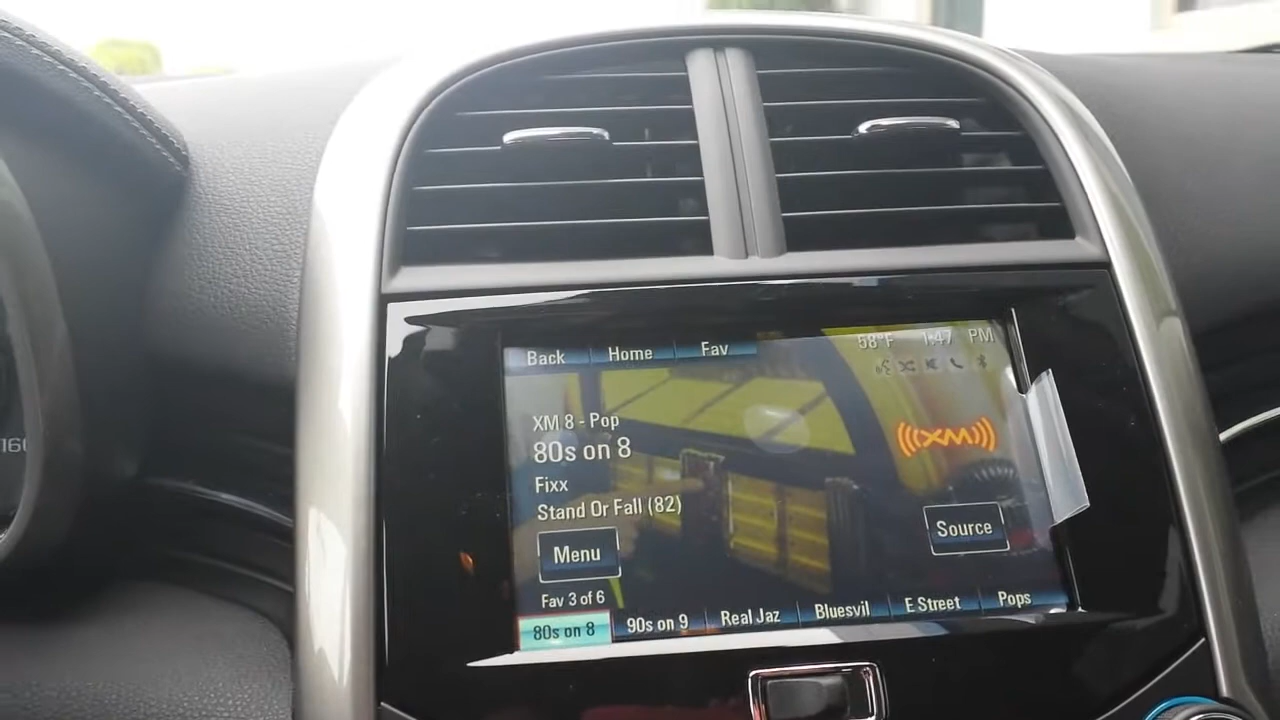 Back Home Fav 58°F 1:47 PM
XM 8 - Pop
80s on 8
Fixx
Stand Or Fall (82)
XM
Menu
Source
Fav 3 of 6
80s on 8 90s on 9 Real Jaz Bluesvil E Street Pops